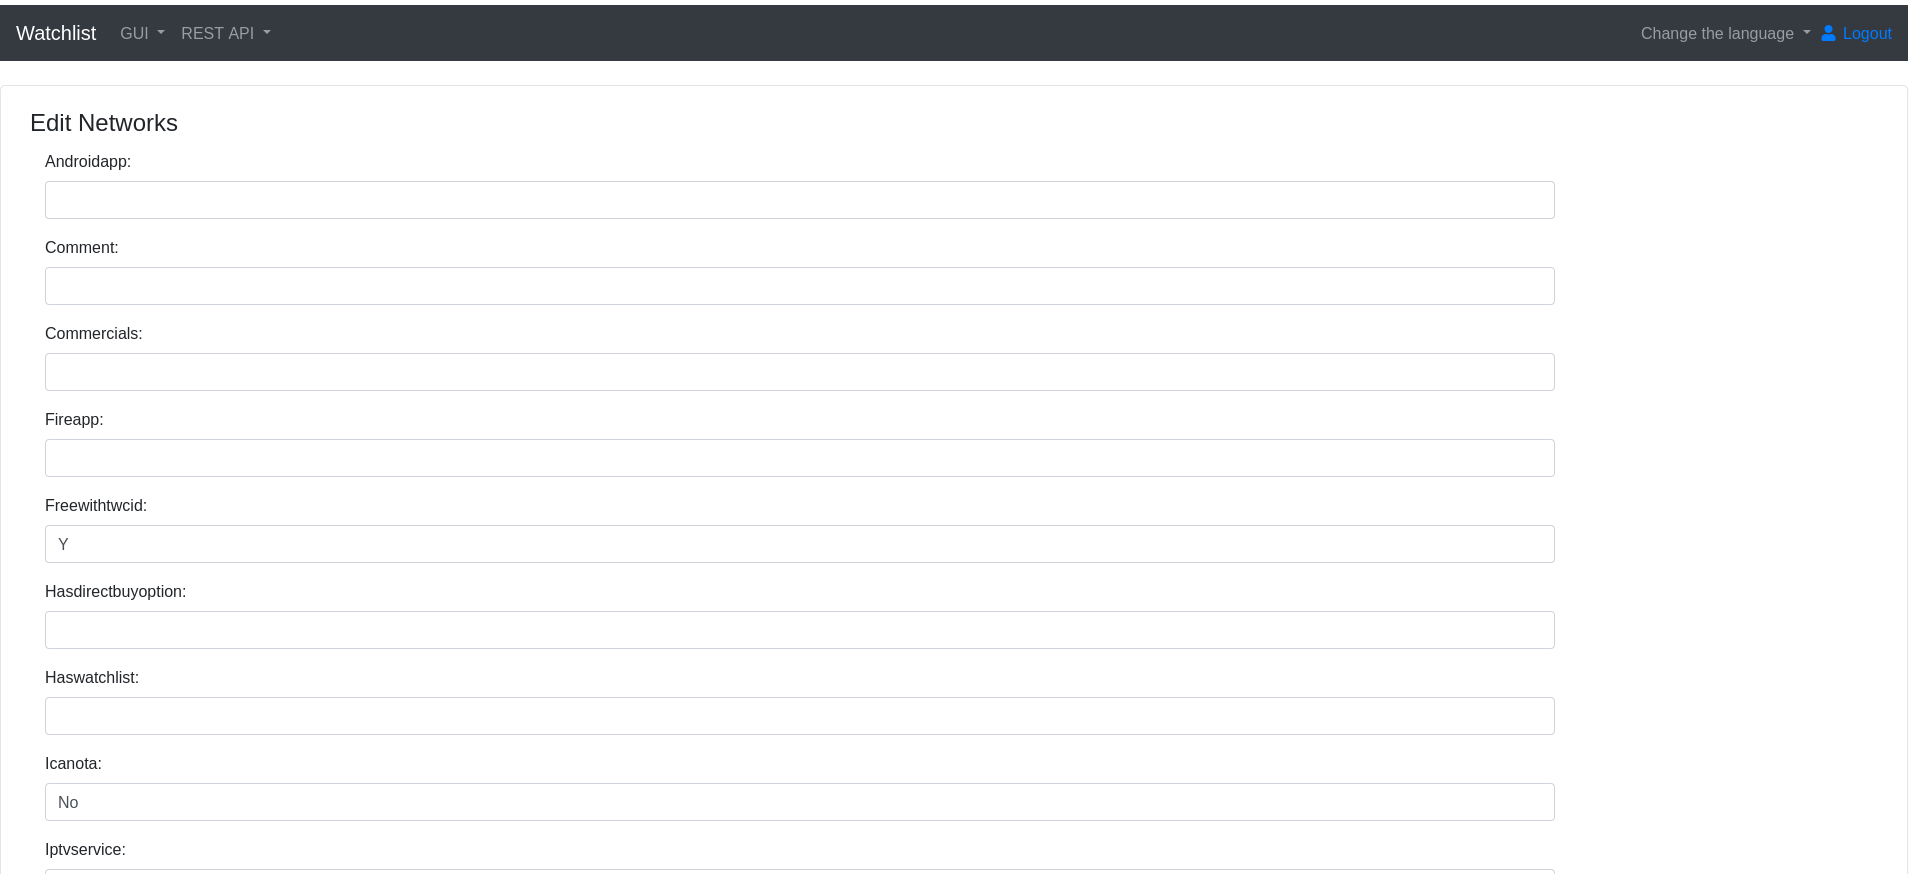 Watchlist GUI REST API Change the language Logout
Edit Networks
Androidapp:
Comment:
Commercials:
Fireapp:
Freewithtwcid:
Y
Hasdirectbuyoption:
Haswatchlist:
Icanota:
No
Iptvservice: